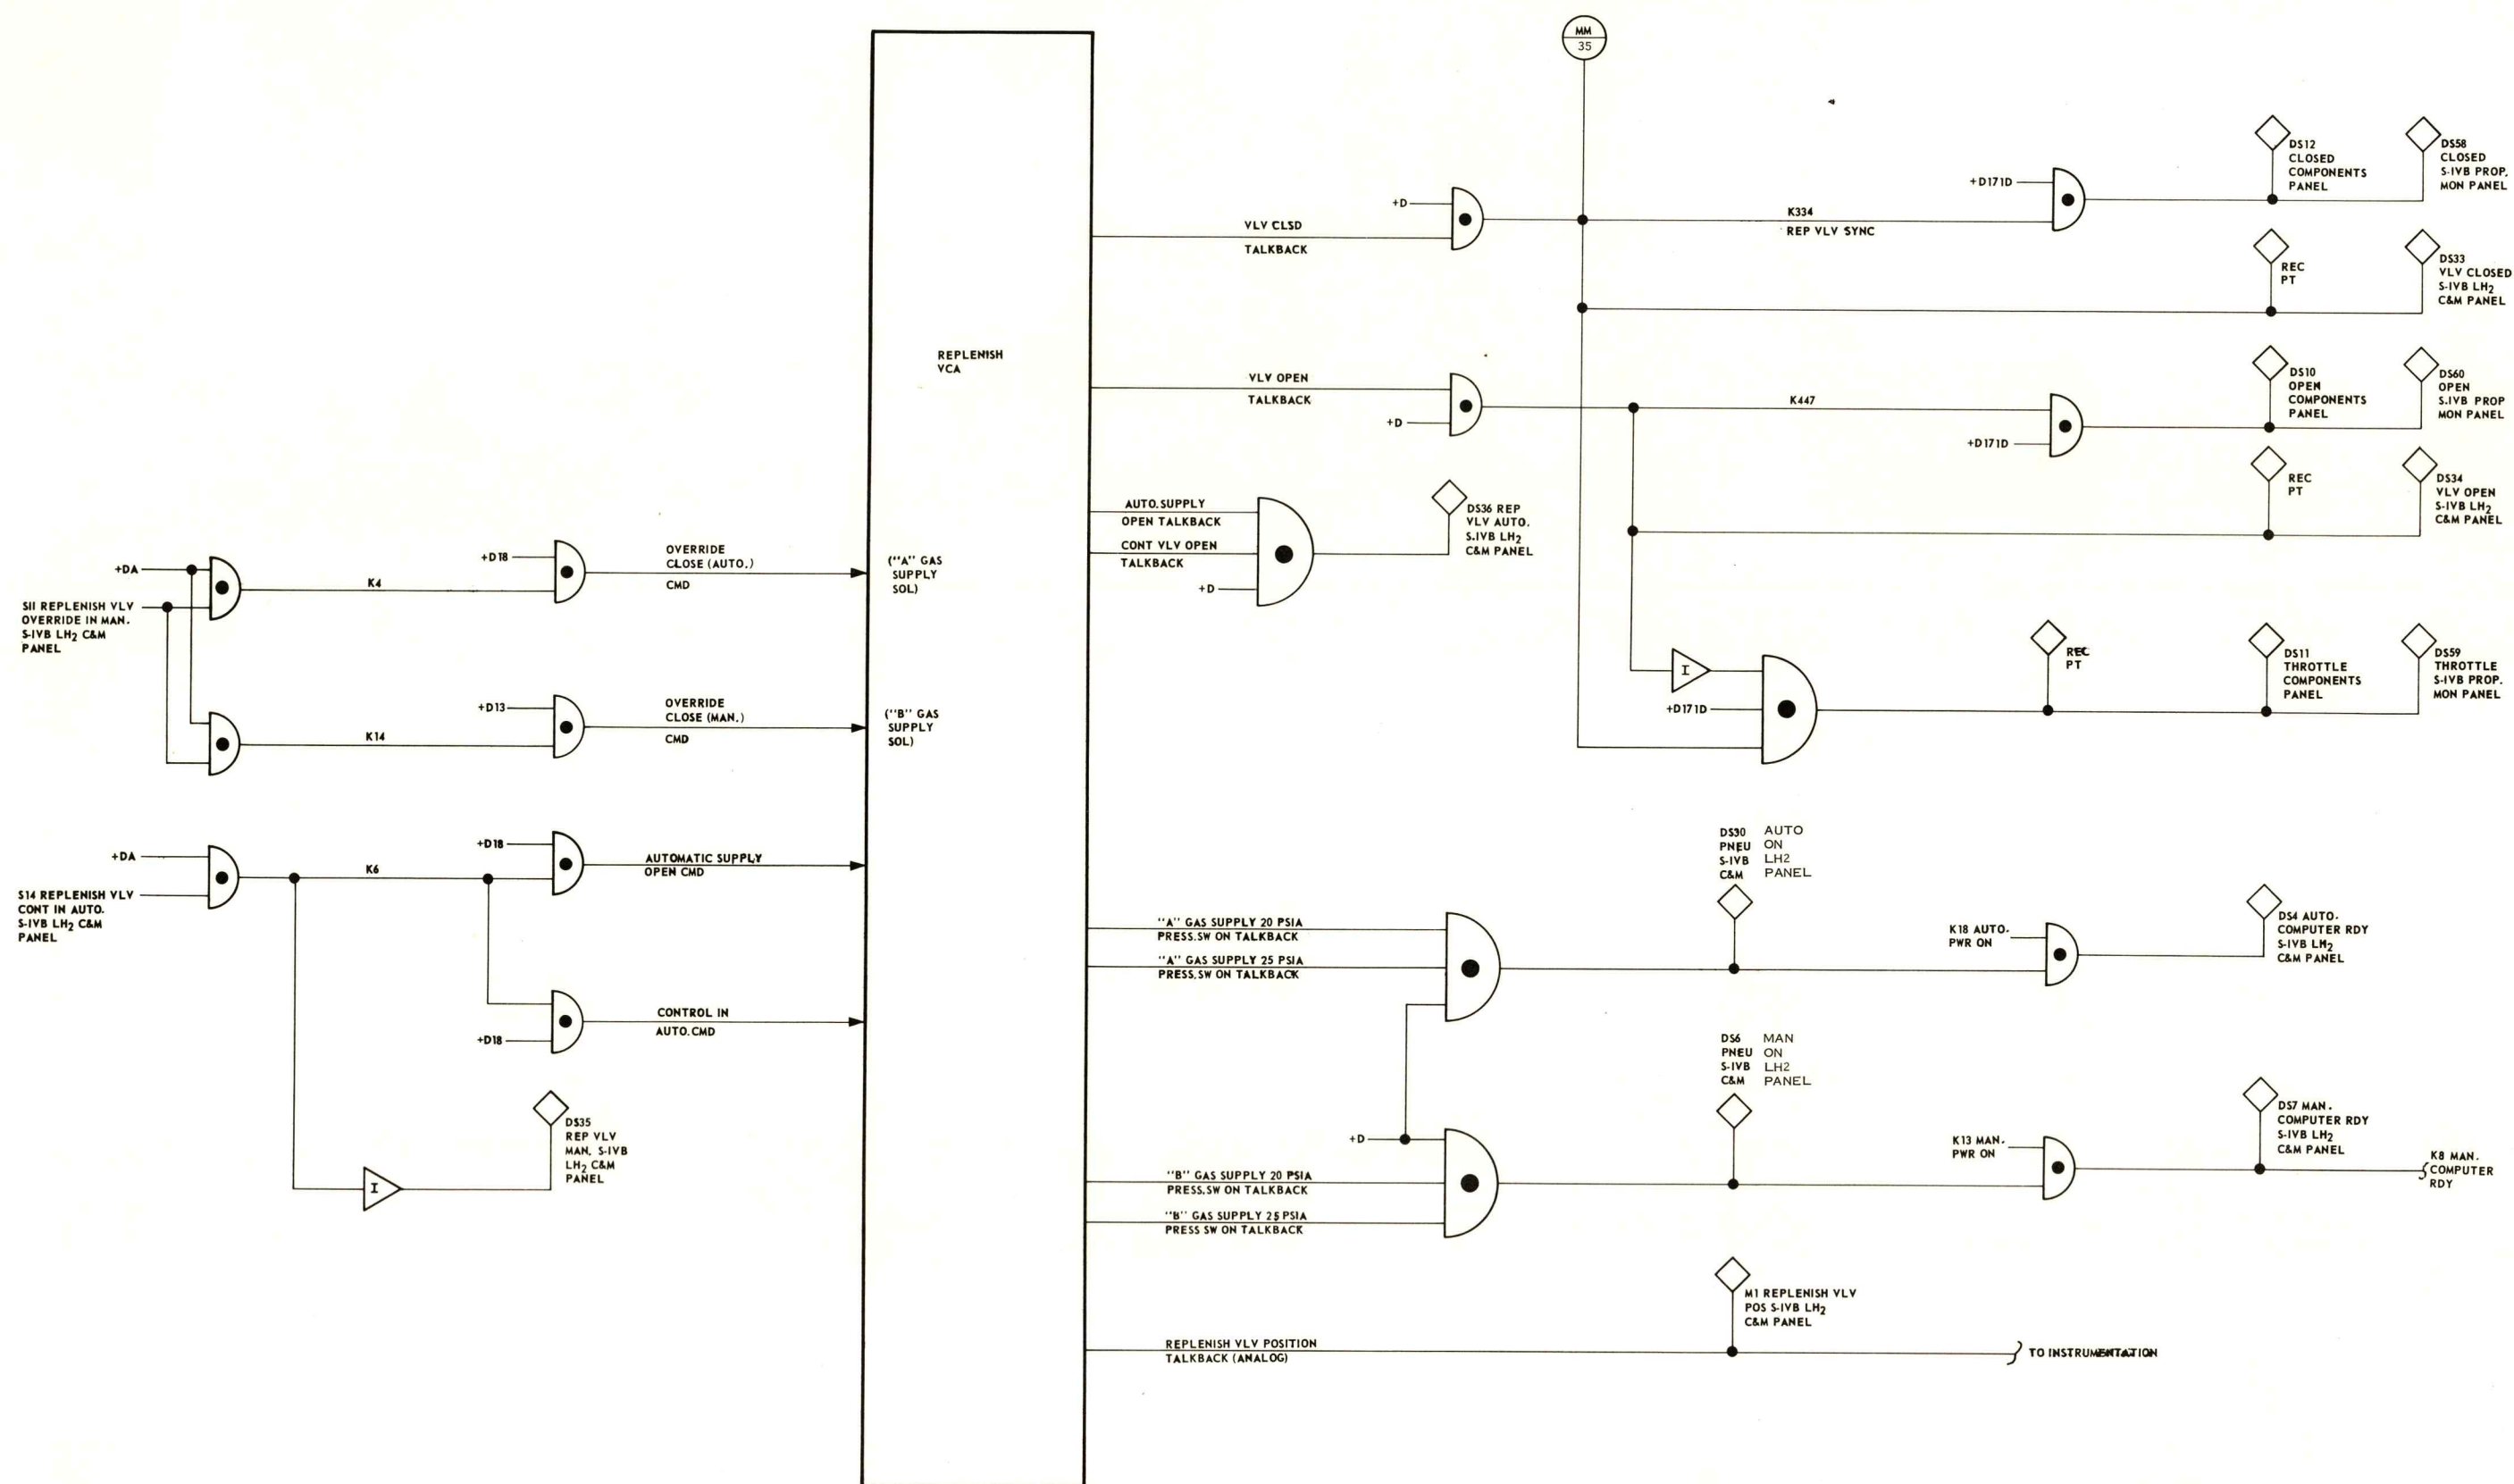 MM
35
+DA
S11 REPLENISH VLV
OVERRIDE IN MAN.
S-IVB LH2 C&M
PANEL
K4
+D18
OVERRIDE
CLOSE (AUTO.)
CMD
K14
+D13
OVERRIDE
CLOSE (MAN.)
CMD
+DA
S14 REPLENISH VLV
CONT IN AUTO.
S-IVB LH2 C&M
PANEL
K6
+D18
AUTOMATIC SUPPLY
OPEN CMD
+D18
CONTROL IN
AUTO.CMD
I
DS35
REP VLV
MAN. S-IVB
LH2 C&M
PANEL
REPLENISH
VCA
("A" GAS
SUPPLY
SOL)
("B" GAS
SUPPLY
SOL)
VLV CLSD
TALKBACK
+D
K334
REP VLV SYNC
+D171D
DS12
CLOSED
COMPONENTS
PANEL
DS58
CLOSED
S-IVB PROP.
MON PANEL
REC
PT
DS33
VLV CLOSED
S-IVB LH2
C&M PANEL
VLV OPEN
TALKBACK
+D
K447
+D171D
DS10
OPEN
COMPONENTS
PANEL
DS60
OPEN
S.IVB PROP
MON PANEL
REC
PT
DS34
VLV OPEN
S-IVB LH2
C&M PANEL
AUTO.SUPPLY
OPEN TALKBACK
CONT VLV OPEN
TALKBACK
+D
DS36 REP
VLV AUTO.
S.IVB LH2
C&M PANEL
I
+D171D
REC
PT
DS11
THROTTLE
COMPONENTS
PANEL
DS59
THROTTLE
S-IVB PROP.
MON PANEL
"A" GAS SUPPLY 20 PSIA
PRESS.SW ON TALKBACK
"A" GAS SUPPLY 25 PSIA
PRESS.SW ON TALKBACK
DS30 AUTO
PNEU ON
S-IVB LH2
C&M PANEL
K18 AUTO.
PWR ON
DS4 AUTO.
COMPUTER RDY
S-IVB LH2
C&M PANEL
+D
"B" GAS SUPPLY 20 PSIA
PRESS.SW ON TALKBACK
"B" GAS SUPPLY 25 PSIA
PRESS SW ON TALKBACK
DS6 MAN
PNEU ON
S-IVB LH2
C&M PANEL
K13 MAN.
PWR ON
DS7 MAN.
COMPUTER RDY
S-IVB LH2
C&M PANEL
K8 MAN.
COMPUTER
RDY
REPLENISH VLV POSITION
TALKBACK (ANALOG)
M1 REPLENISH VLV
POS S-IVB LH2
C&M PANEL
TO INSTRUMENTATION